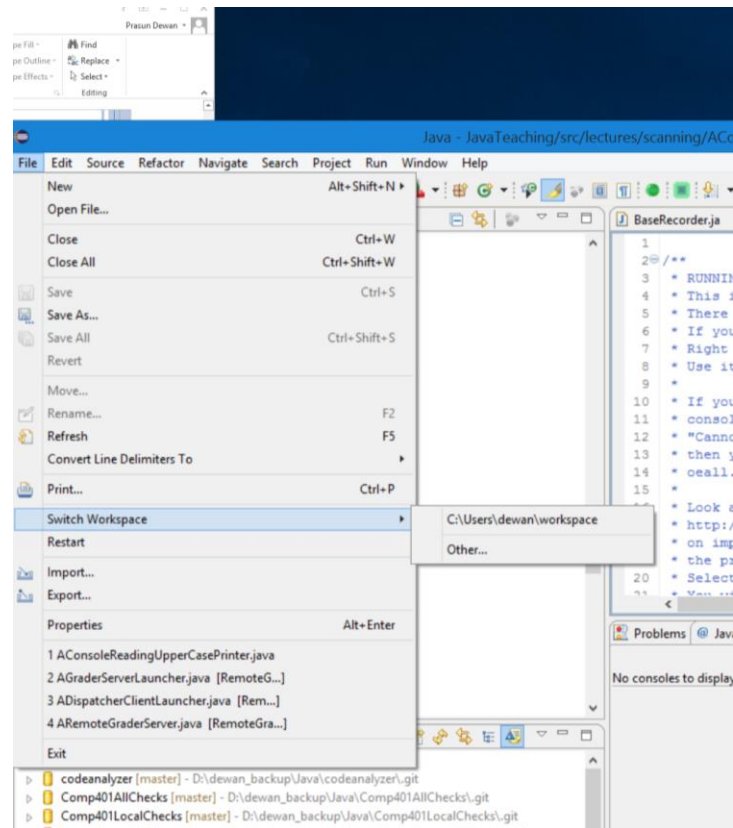 Prasun Dewan
pe Fill
Find
pe Outline
Replace
pe Effects
Select
Editing
Java - JavaTeaching/src/lectures/scanning/ACo
File Edit Source Refactor Navigate Search Project Run Window Help
New Alt+Shift+N
Open File...
Close Ctrl+W
Close All Ctrl+Shift+W
Save Ctrl+S
Save As...
Save All Ctrl+Shift+S
Revert
Move...
Rename... F2
Refresh F5
Convert Line Delimiters To
Print... Ctrl+P
Switch Workspace
Restart
Import...
Export...
Properties Alt+Enter
1 AConsoleReadingUpperCasePrinter.java
2 AGraderServerLauncher.java [RemoteG...]
3 ADispatcherClientLauncher.java [Rem...]
4 ARemoteGraderServer.java [RemoteGra...]
Exit
C:\Users\dewan\workspace
Other...
BaseRecorder.ja
1
2 /**
3 * RUNNIN
4 * This i
5 * There
6 * If you
7 * Right
8 * Use it
9 *
10 * If you
11 * consol
12 * "Canno
13 * then y
14 * oeall.
15 *
* Look a
* http:/
* on imp
* the pr
20 * Select
Problems @ Jav
No consoles to display
codeanalyzer [master] - D:\dewan_backup\Java\codeanalyzer\.git
Comp401AllChecks [master] - D:\dewan_backup\Java\Comp401AllChecks\.git
Comp401LocalChecks [master] - D:\dewan_backup\Java\Comp401LocalChecks\.git